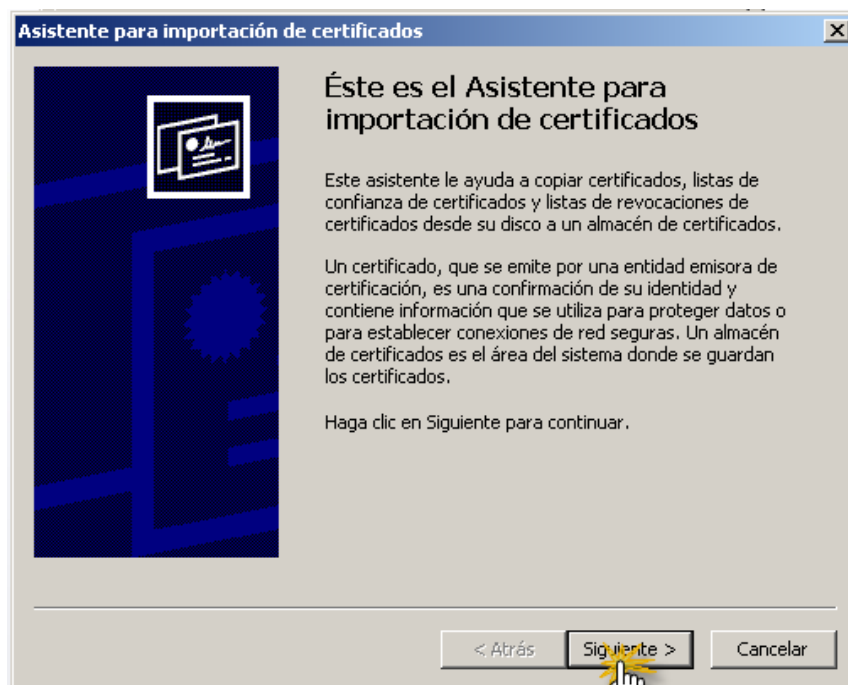 Asistente para importación de certificados
Éste es el Asistente para
importación de certificados
Este asistente le ayuda a copiar certificados, listas de
confianza de certificados y listas de revocaciones de
certificados desde su disco a un almacén de certificados.
Un certificado, que se emite por una entidad emisora de
certificación, es una confirmación de su identidad y
contiene información que se utiliza para proteger datos o
para establecer conexiones de red seguras. Un almacén
de certificados es el área del sistema donde se guardan
los certificados.
Haga clic en Siguiente para continuar.
< Atrás
Siguiente >
Cancelar